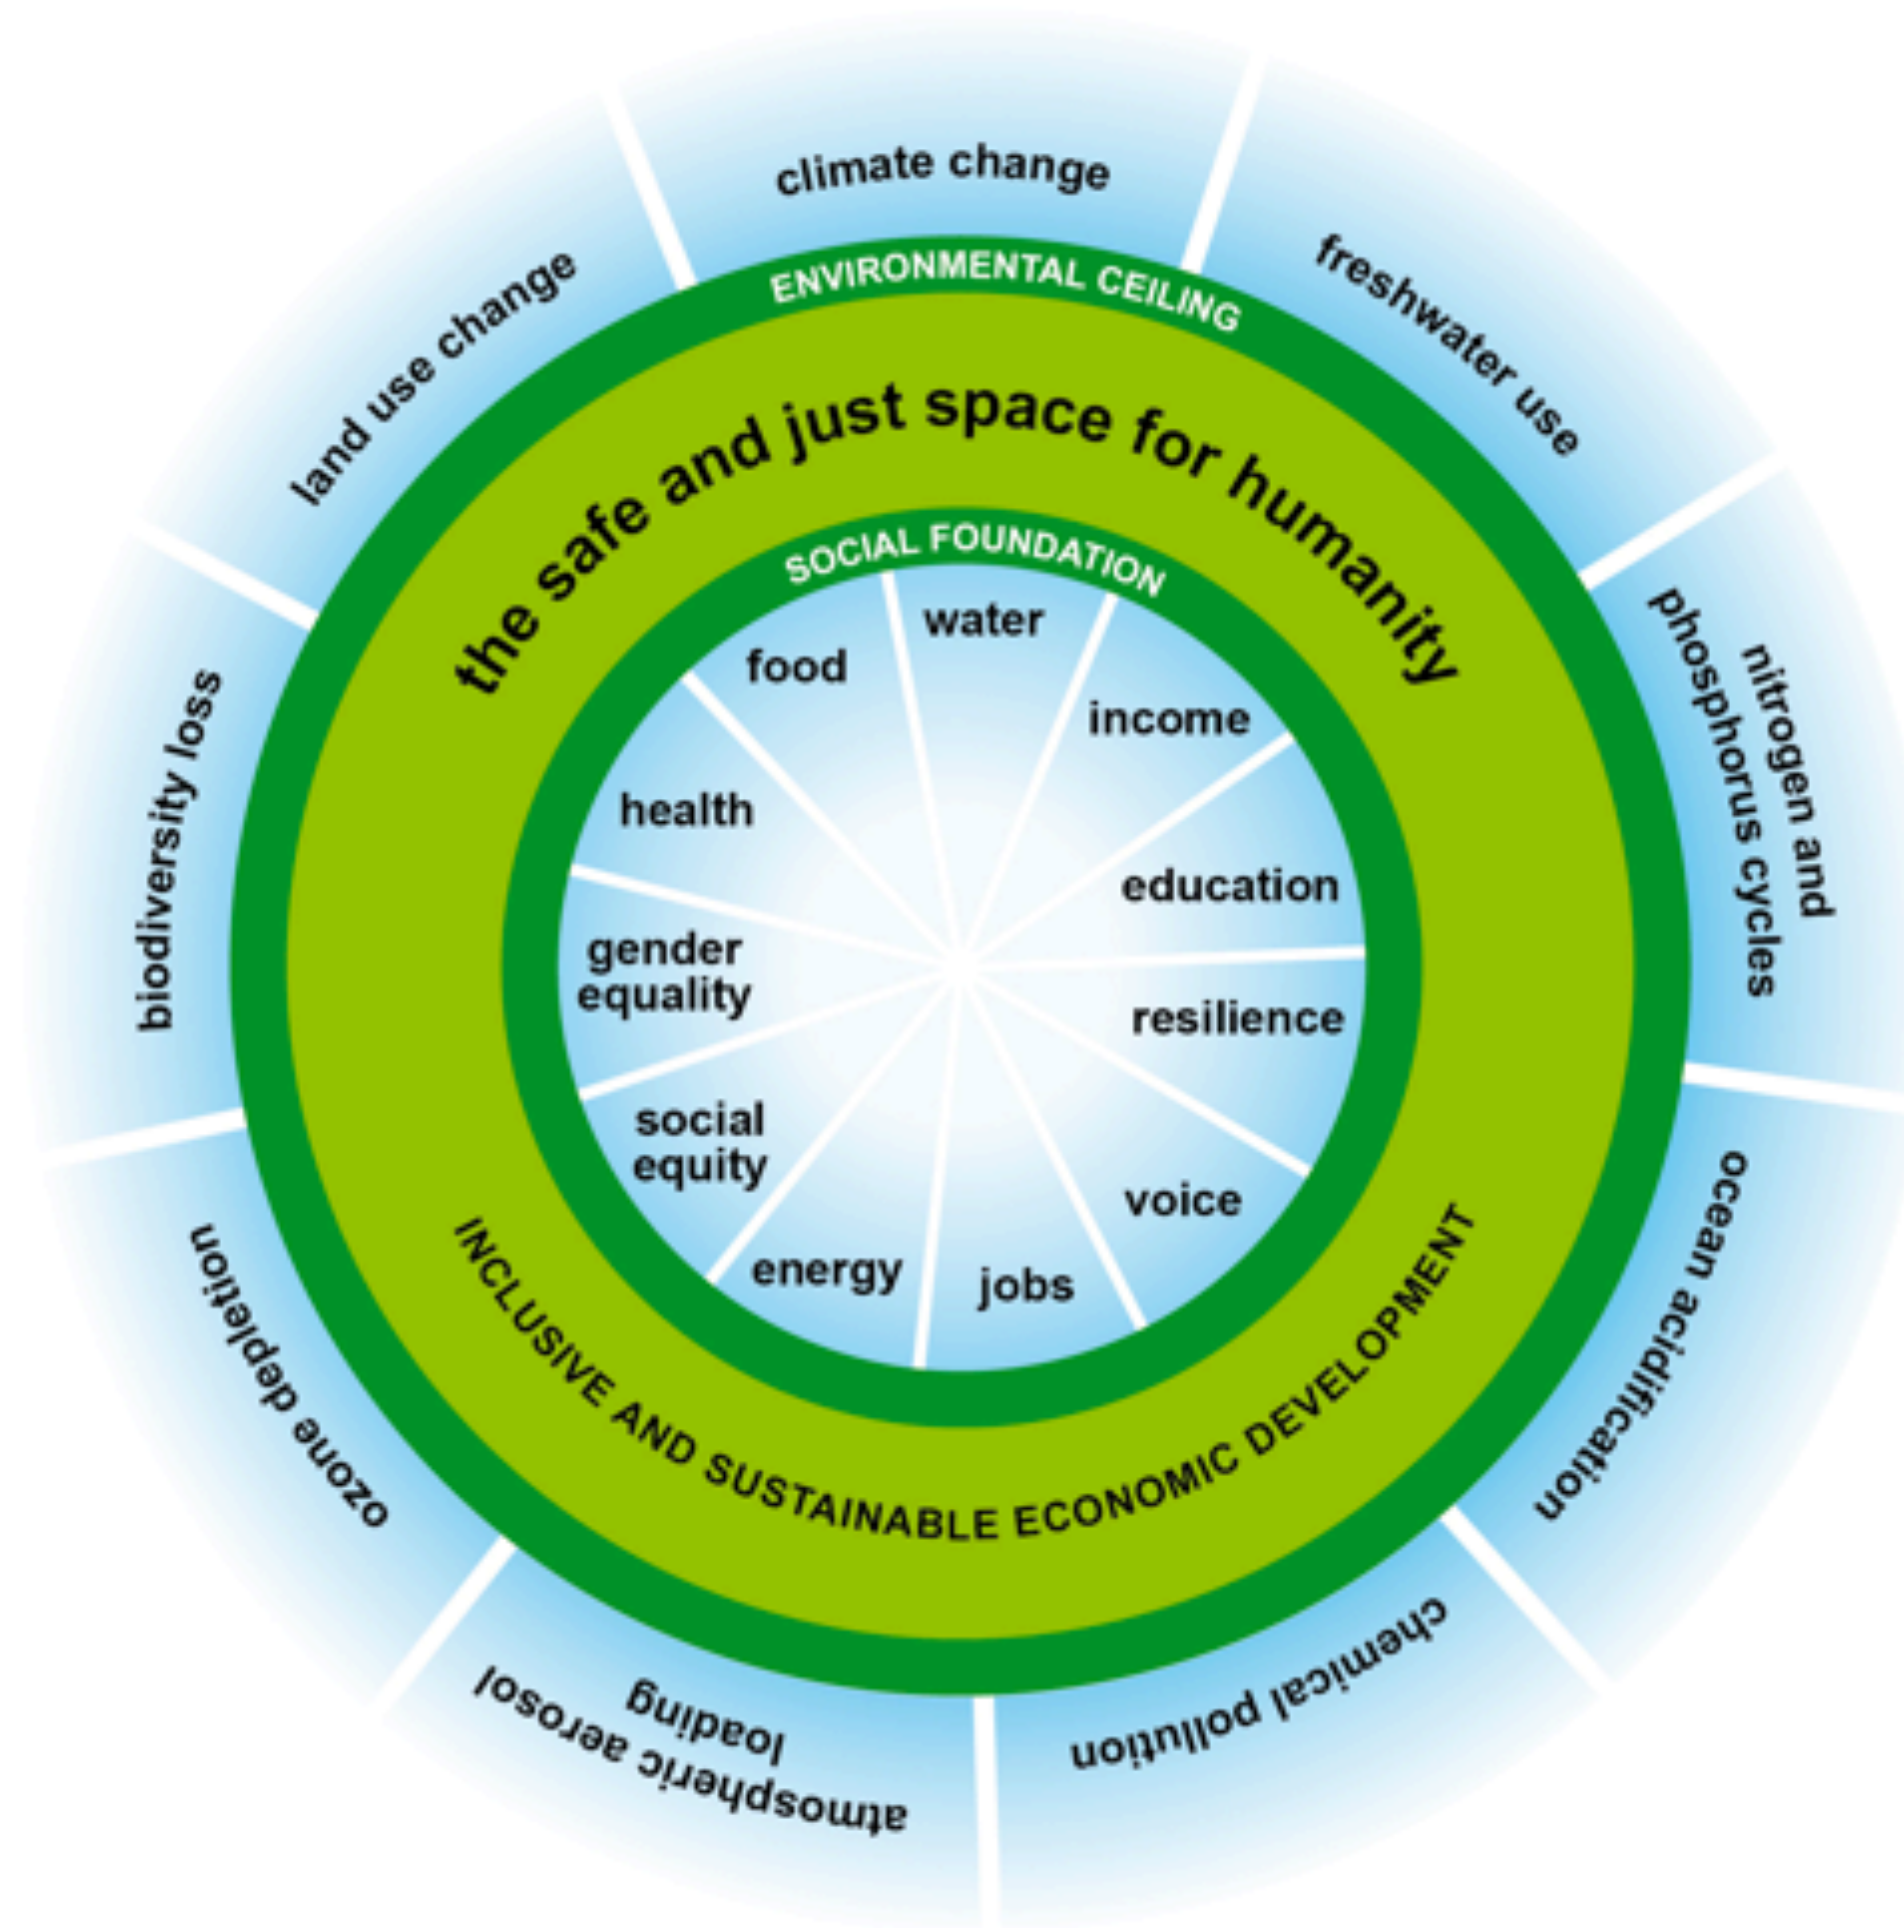 climate change
freshwater use
nitrogen and
phosphorus cycles
ocean acidification
chemical pollution
atmospheric aerosol
loading
ozone depletion
biodiversity loss
land use change
ENVIRONMENTAL CEILING
the safe and just space for humanity
SOCIAL FOUNDATION
water
income
education
resilience
voice
jobs
energy
social
equity
gender
equality
health
food
INCLUSIVE AND SUSTAINABLE ECONOMIC DEVELOPMENT